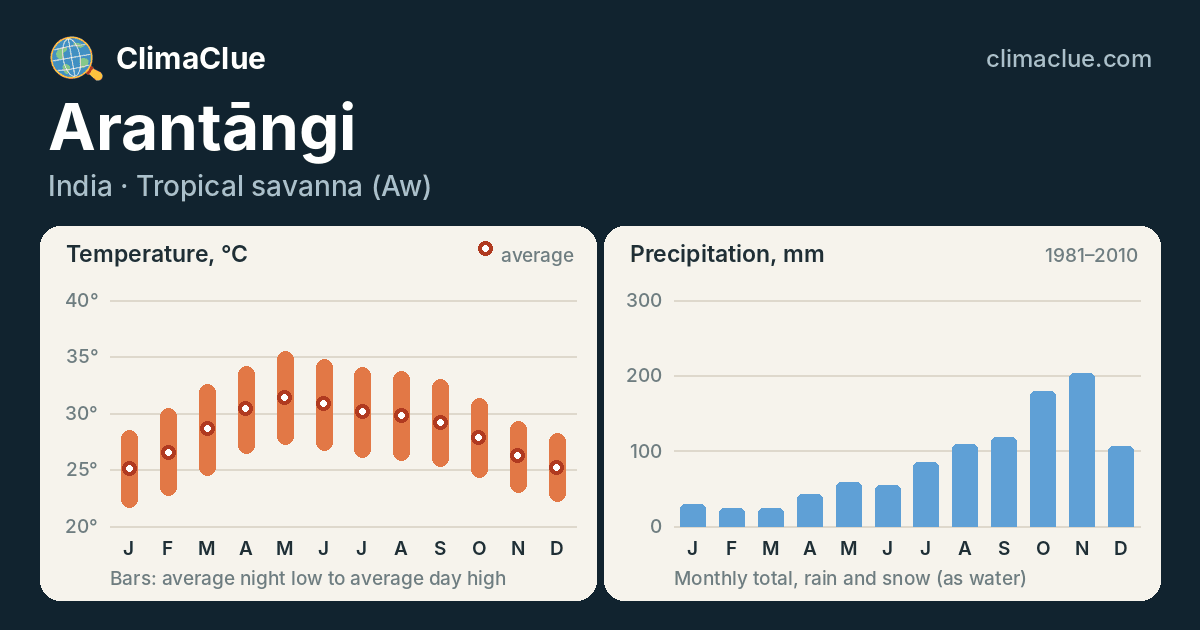 ClimaClue
climaclue.com
Arantāngi
India · Tropical savanna (Aw)
Temperature, °C
average
40°
35°
30°
25°
20°
J F M A M J J A S O N D
Bars: average night low to average day high
Precipitation, mm
1981–2010
300
200
100
0
J F M A M J J A S O N D
Monthly total, rain and snow (as water)